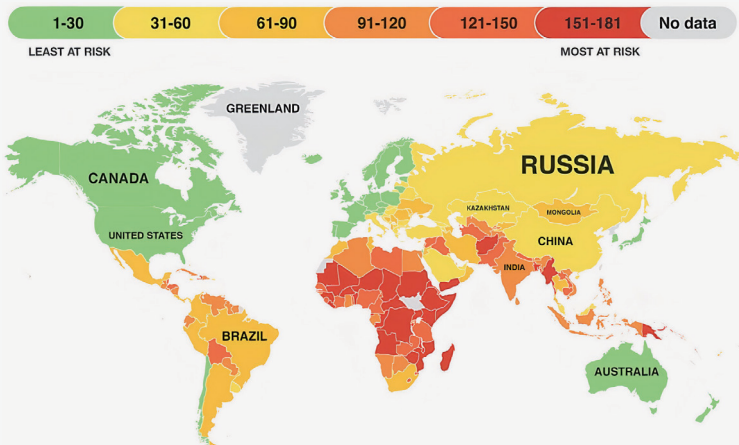 1-30 31-60 61-90 91-120 121-150 151-181 No data
LEAST AT RISK MOST AT RISK
GREENLAND
CANADA
RUSSIA
UNITED STATES
KAZAKHSTAN
MONGOLIA
CHINA
INDIA
BRAZIL
AUSTRALIA